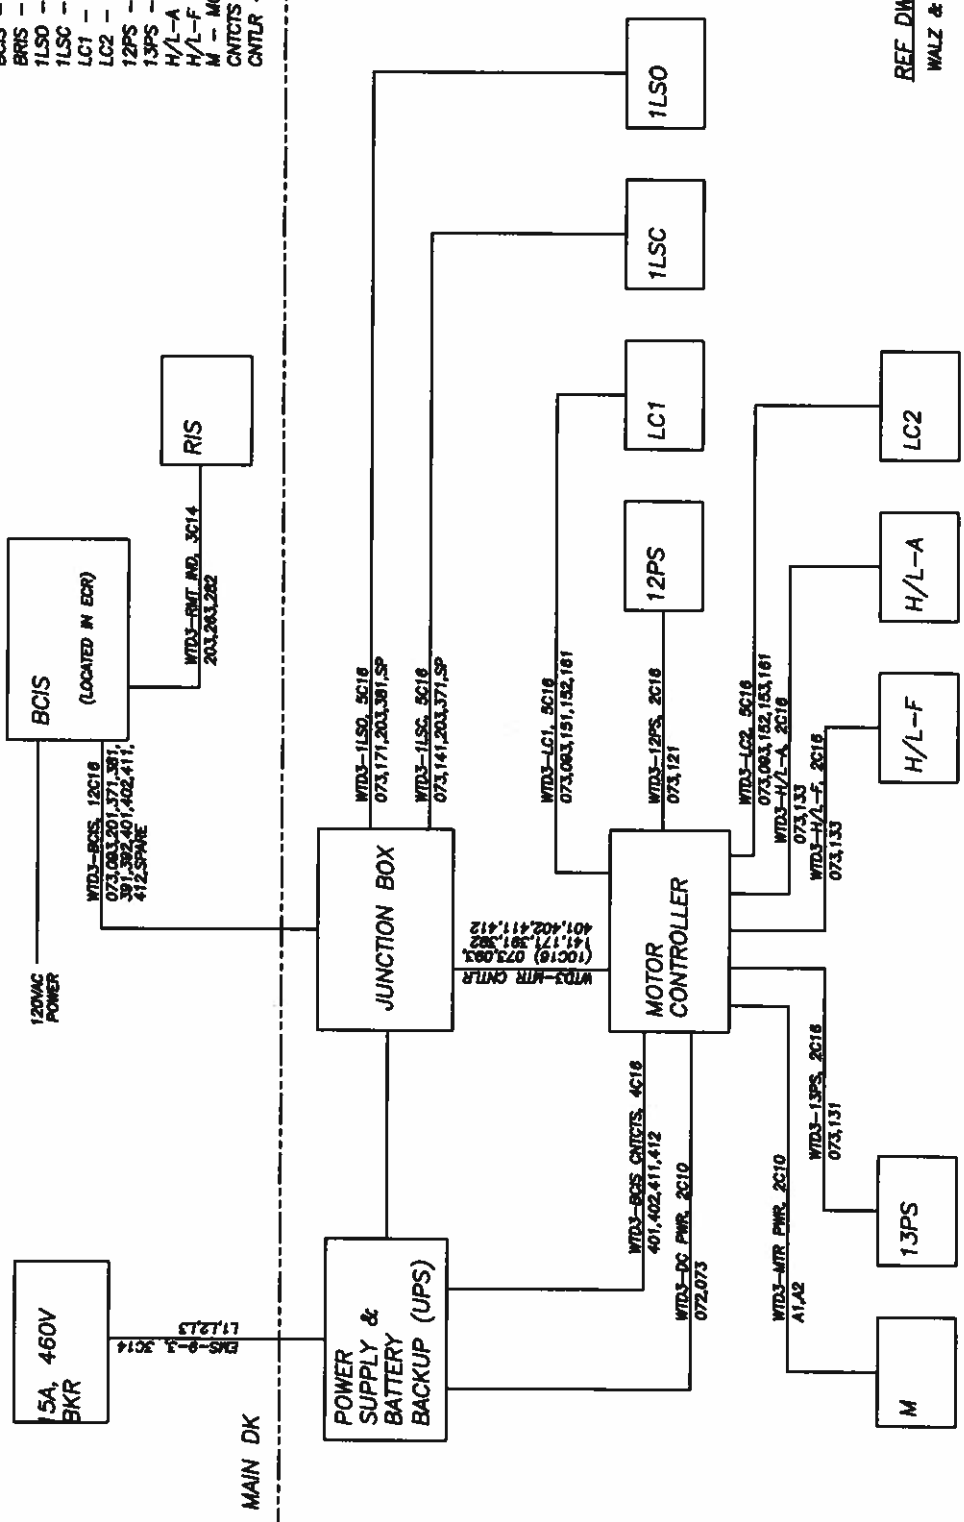 BRIS -
1LSO -
1LSC -
LC1 -
LC2 -
12PS -
13PS -
H/L-A
H/L-F
CNTCTS
CNTLR
15A, 460V
BKR
EMS-9-3, 3C14
L1,L2,L3
MAIN DK
120VAC
POWER
BCIS
(LOCATED IN ECR)
WTD3-RMT IND, 3C14
203,263,282
RIS
WTD3-BCIS, 12C16
073,093,201,371,381,
391,392,401,402,411,
412,SPARE
POWER
SUPPLY &
BATTERY
BACKUP (UPS)
JUNCTION BOX
WTD3-1LSO, 5C16
073,171,203,381,SP
WTD3-1LSC, 5C16
073,141,203,371,SP
1LSO
1LSC
WTD3-MTR CNTLR
(10C16) 073,093,
141,171,391,392
401,402,411,412
WTD3-BCIS CNTCTS, 4C16
401,402,411,412
WTD3-DC PWR, 2C10
072,073
MOTOR
CONTROLLER
WTD3-LC1, 5C16
073,093,151,152,161
LC1
WTD3-12PS, 2C16
073,121
12PS
WTD3-LC2, 5C16
073,093,152,153,161
WTD3-H/L-A, 2C16
073,133
WTD3-H/L-F, 2C16
073,133
WTD3-13PS, 2C16
073,131
WTD3-MTR PWR, 2C10
A1,A2
M
13PS
H/L-F
H/L-A
LC2
REF DW
WALZ &